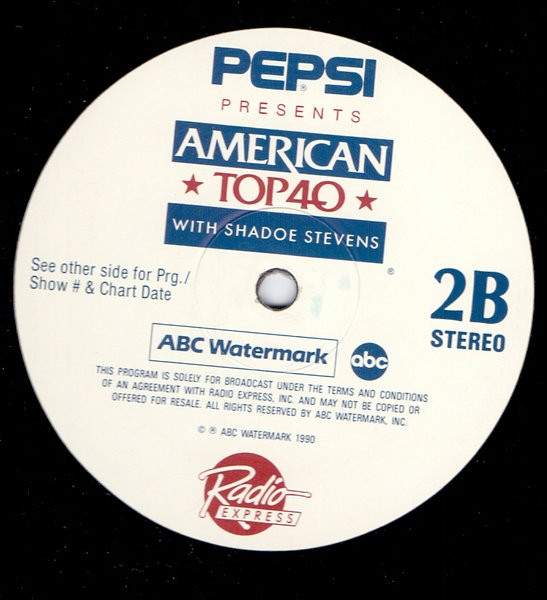 PEPSI
®
PRESENTS
AMERICAN
★ TOP40 ★
WITH SHADOE STEVENS
®
See other side for Prg./
Show # & Chart Date
2B
STEREO
ABC Watermark
abc
THIS PROGRAM IS SOLELY FOR BROADCAST UNDER THE TERMS AND CONDITIONS
OF AN AGREEMENT WITH RADIO EXPRESS, INC. AND MAY NOT BE COPIED OR
OFFERED FOR RESALE. ALL RIGHTS RESERVED BY ABC WATERMARK, INC.
© ℗ ABC WATERMARK 1990
Radio
EXPRESS